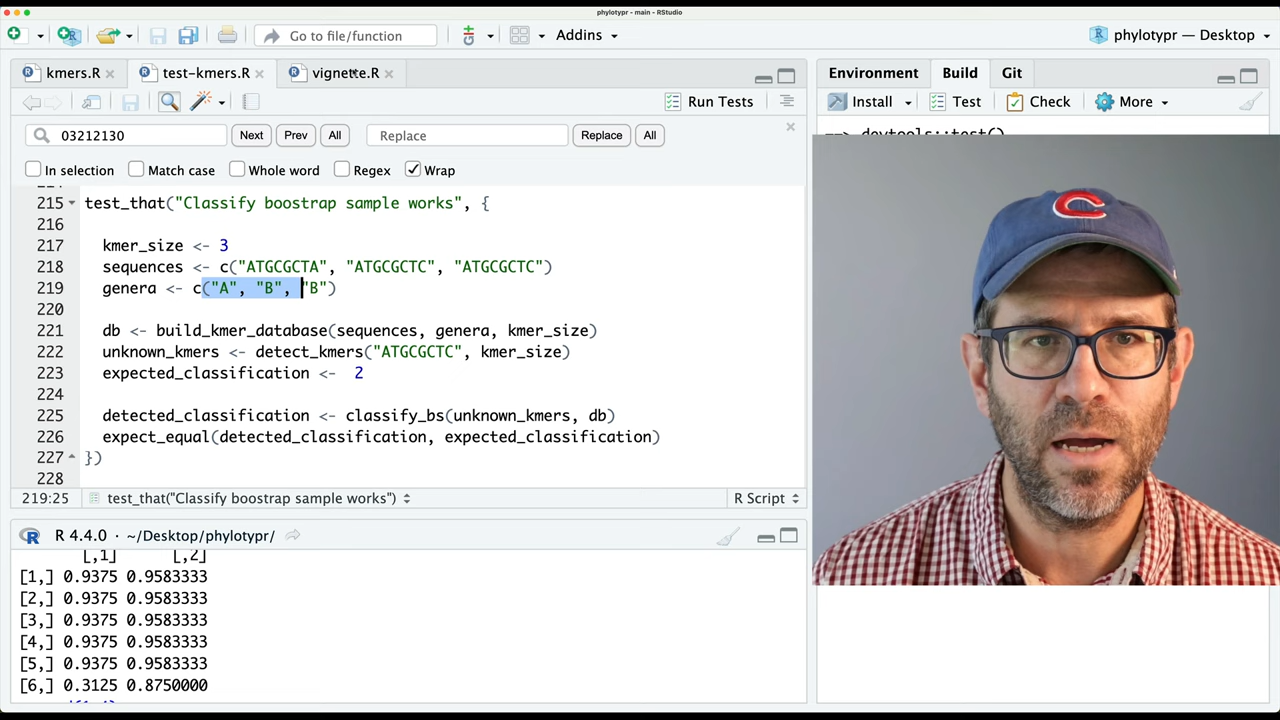 phylotypr - main - RStudio
Go to file/function
Addins
phylotypr — Desktop
kmers.R
test-kmers.R
vignette.R
Environment
Build
Git
Run Tests
Install
Test
Check
More
03212130
Next
Prev
All
Replace
Replace
All
==> devtools::test()
In selection
Match case
Whole word
Regex
Wrap
215 test_that("Classify boostrap sample works", {
216
217 kmer_size <- 3
218 sequences <- c("ATGCGCTA", "ATGCGCTC", "ATGCGCTC")
219 genera <- c("A", "B", "B")
220
221 db <- build_kmer_database(sequences, genera, kmer_size)
222 unknown_kmers <- detect_kmers("ATGCGCTC", kmer_size)
223 expected_classification <-  2
224
225 detected_classification <- classify_bs(unknown_kmers, db)
226 expect_equal(detected_classification, expected_classification)
227 })
228
219:25
test_that("Classify boostrap sample works")
R Script
R 4.4.0 · ~/Desktop/phylotypr/
[,1] [,2]
[1,] 0.9375 0.9583333
[2,] 0.9375 0.9583333
[3,] 0.9375 0.9583333
[4,] 0.9375 0.9583333
[5,] 0.9375 0.9583333
[6,] 0.3125 0.8750000
C